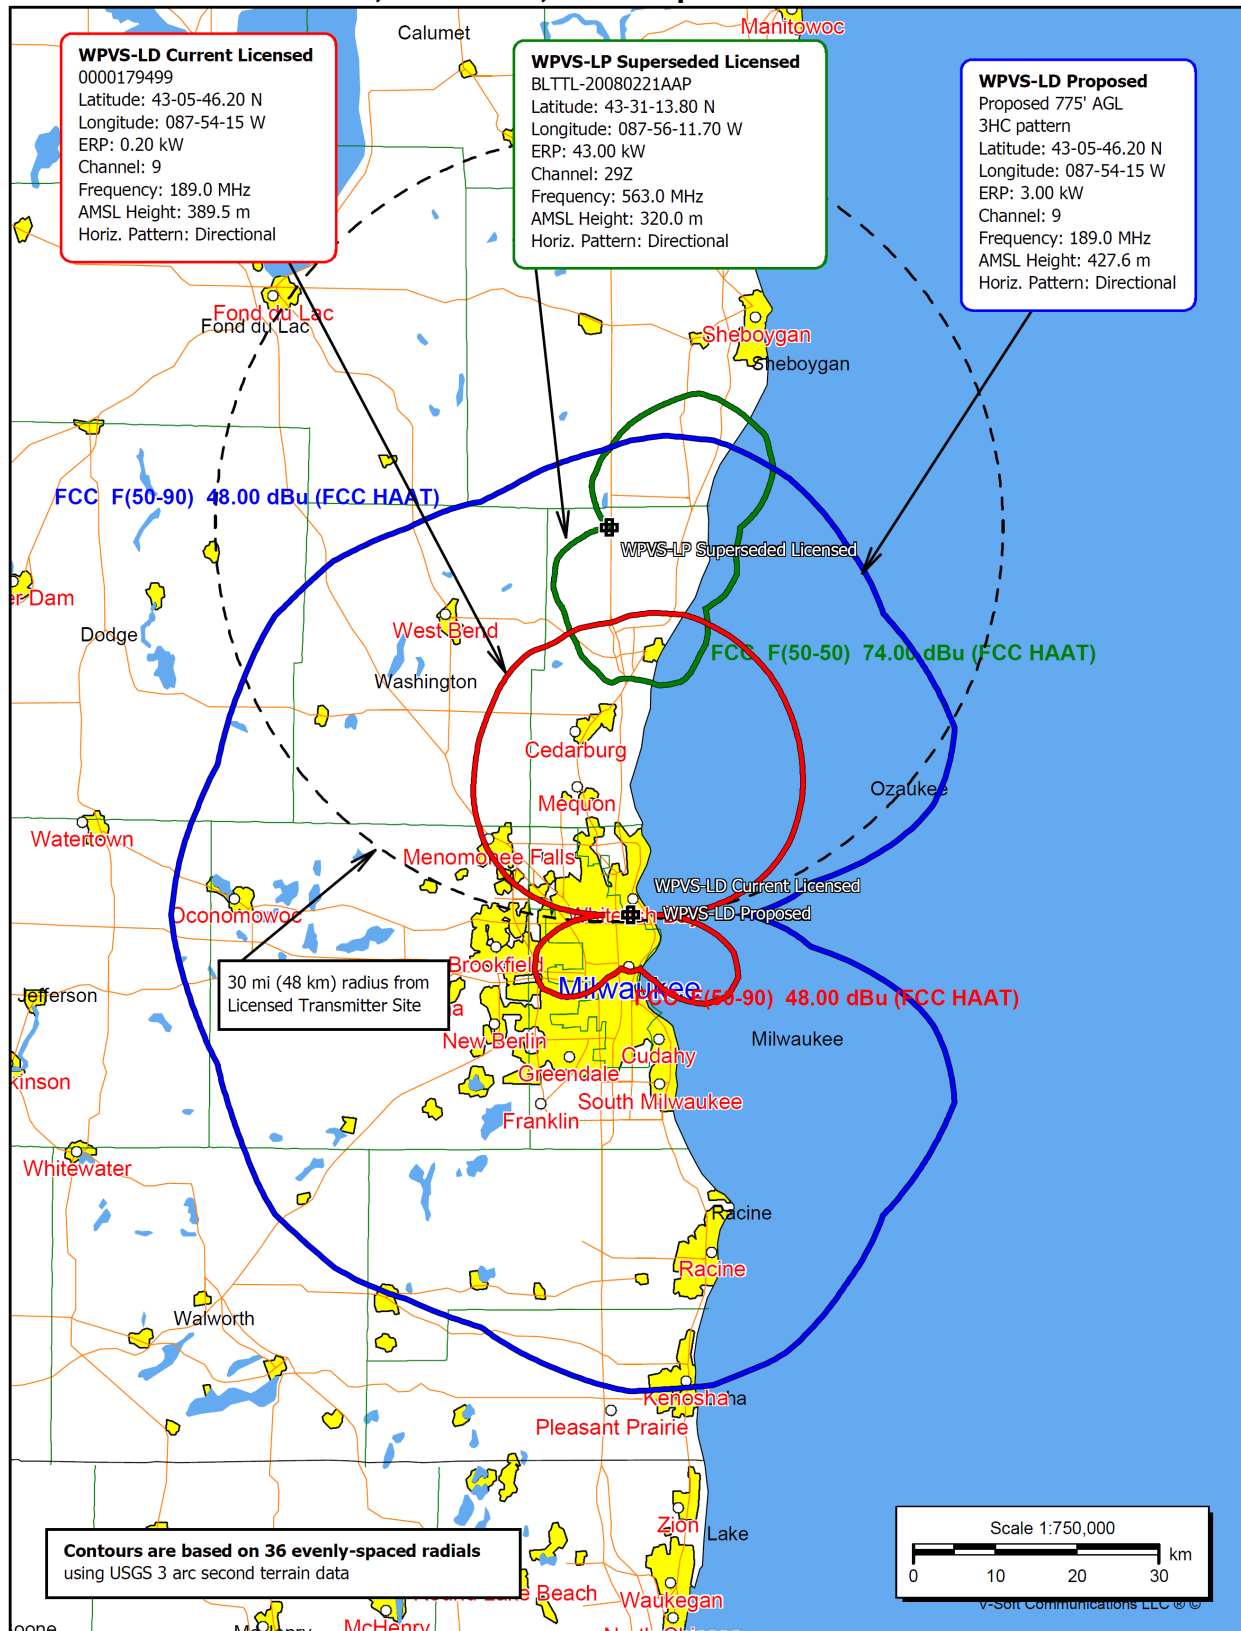 Calumet
Manitowoc
WPVS-LD Current Licensed
0000179499
Latitude: 43-05-46.20 N
Longitude: 087-54-15 W
ERP: 0.20 kW
Channel: 9
Frequency: 189.0 MHz
AMSL Height: 389.5 m
Horiz. Pattern: Directional
WPVS-LP Superseded Licensed
BLTTL-20080221AAP
Latitude: 43-31-13.80 N
Longitude: 087-56-11.70 W
ERP: 43.00 kW
Channel: 29Z
Frequency: 563.0 MHz
AMSL Height: 320.0 m
Horiz. Pattern: Directional
WPVS-LD Proposed
Proposed 775' AGL
3HC pattern
Latitude: 43-05-46.20 N
Longitude: 087-54-15 W
ERP: 3.00 kW
Channel: 9
Frequency: 189.0 MHz
AMSL Height: 427.6 m
Horiz. Pattern: Directional
Fond du Lac
Fond du Lac
Sheboygan
Sheboygan
FCC F(50-90) 48.00 dBu (FCC HAAT)
WPVS-LP Superseded Licensed
er Dam
Dodge
West Bend
FCC F(50-50) 74.00 dBu (FCC HAAT)
Washington
Cedarburg
Ozaukee
Mequon
Watertown
Menomonee Falls
WPVS-LD Current Licensed
Oconomowoc
WPVS-LD Proposed
Brookfield
30 mi (48 km) radius from
Licensed Transmitter Site
Milwaukee
FCC F(50-90) 48.00 dBu (FCC HAAT)
Jefferson
a
New Berlin
Milwaukee
Cudahy
Greendale
kinson
South Milwaukee
Franklin
Whitewater
Racine
Racine
Walworth
Kenosha
ha
Pleasant Prairie
Zion
Lake
Scale 1:750,000
km
0 10 20 30
V-Soft Communications LLC ® ©
Contours are based on 36 evenly-spaced radials
using USGS 3 arc second terrain data
Beach
Waukegan
McHenry